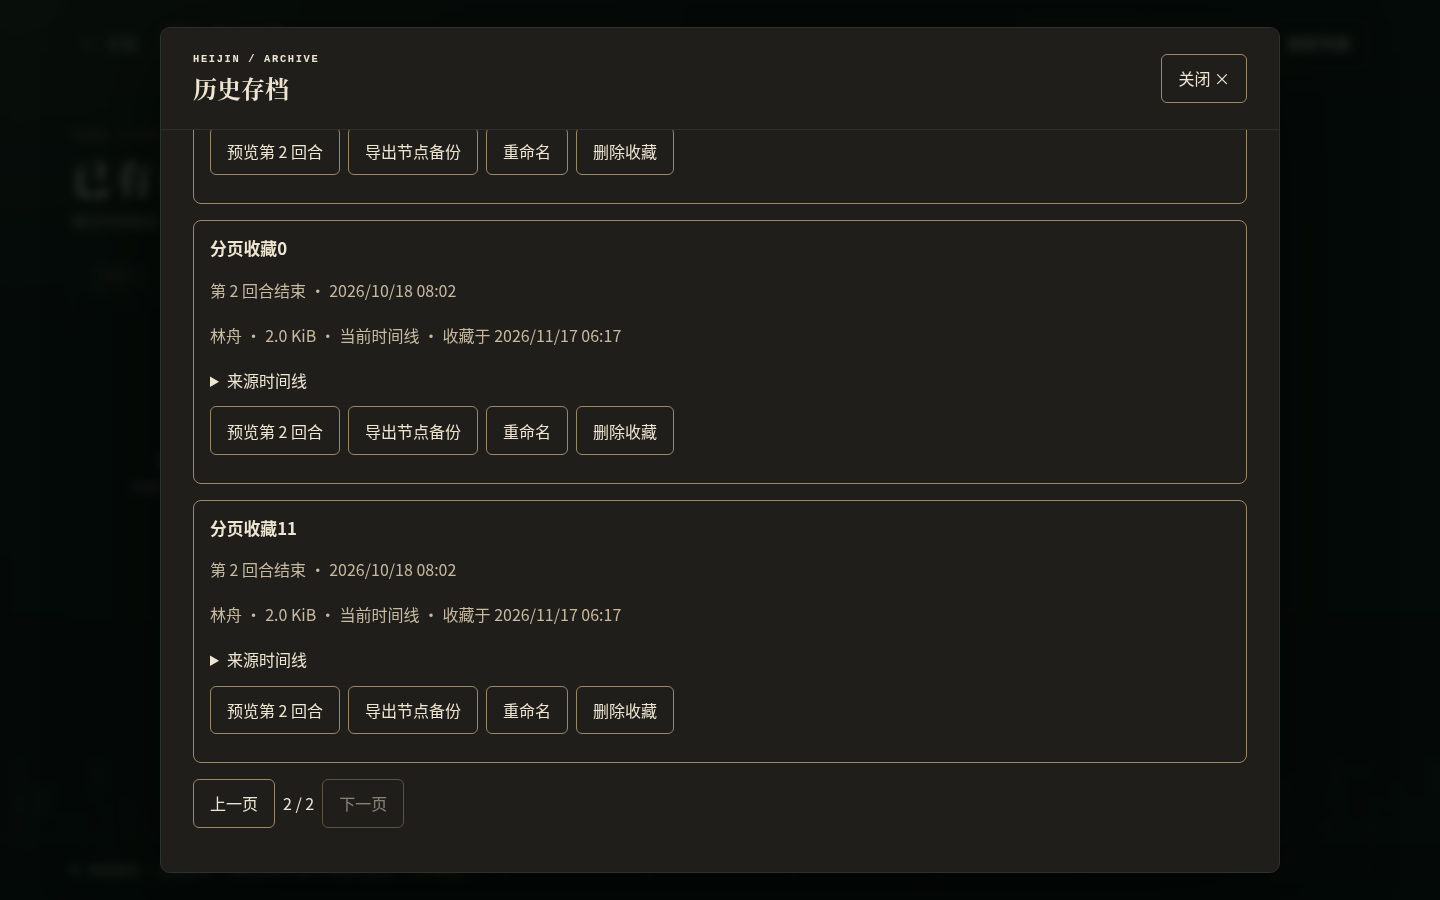 HEIJIN / ARCHIVE
历史存档
关闭 ×
预览第 2 回合 导出节点备份 重命名 删除收藏
分页收藏0
第 2 回合结束 · 2026/10/18 08:02
林舟 · 2.0 KiB · 当前时间线 · 收藏于 2026/11/17 06:17
▶ 来源时间线
预览第 2 回合 导出节点备份 重命名 删除收藏
分页收藏11
第 2 回合结束 · 2026/10/18 08:02
林舟 · 2.0 KiB · 当前时间线 · 收藏于 2026/11/17 06:17
▶ 来源时间线
预览第 2 回合 导出节点备份 重命名 删除收藏
上一页 2 / 2 下一页